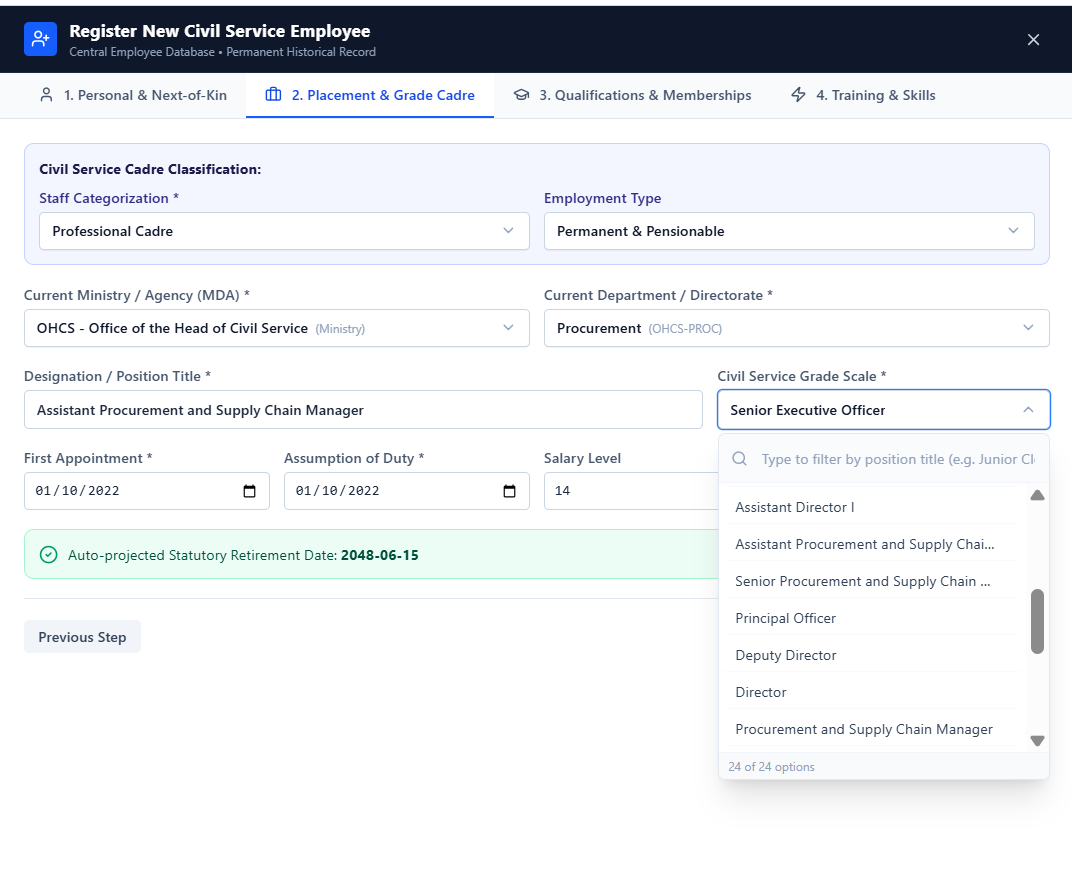 Register New Civil Service Employee
Central Employee Database • Permanent Historical Record
1. Personal & Next-of-Kin
2. Placement & Grade Cadre
3. Qualifications & Memberships
4. Training & Skills
Civil Service Cadre Classification:
Staff Categorization *
Employment Type
Professional Cadre
Permanent & Pensionable
Current Ministry / Agency (MDA) *
Current Department / Directorate *
OHCS - Office of the Head of Civil Service (Ministry)
Procurement (OHCS-PROC)
Designation / Position Title *
Civil Service Grade Scale *
Assistant Procurement and Supply Chain Manager
Senior Executive Officer
First Appointment *
Assumption of Duty *
Salary Level
01/10/2022
01/10/2022
14
Type to filter by position title (e.g. Junior Cl
Assistant Director I
Assistant Procurement and Supply Chai...
Senior Procurement and Supply Chain ...
Principal Officer
Deputy Director
Director
Procurement and Supply Chain Manager
24 of 24 options
Auto-projected Statutory Retirement Date: 2048-06-15
Previous Step